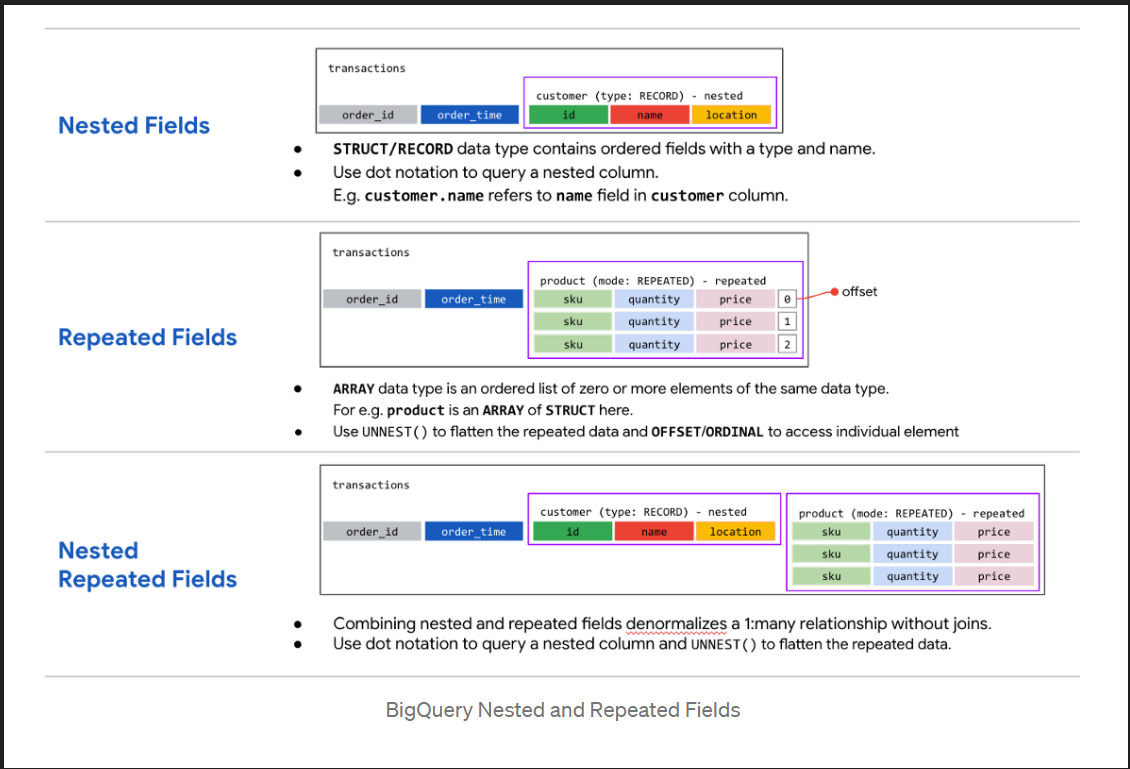 Nested Fields
transactions
customer (type: RECORD) - nested
order_id order_time id name location
● STRUCT/RECORD data type contains ordered fields with a type and name.
● Use dot notation to query a nested column.
E.g. customer.name refers to name field in customer column.
Repeated Fields
transactions
product (mode: REPEATED) - repeated
order_id order_time sku quantity price 0 offset
sku quantity price 1
sku quantity price 2
● ARRAY data type is an ordered list of zero or more elements of the same data type.
For e.g. product is an ARRAY of STRUCT here.
● Use UNNEST() to flatten the repeated data and OFFSET/ORDINAL to access individual element
Nested
Repeated Fields
transactions
customer (type: RECORD) - nested
order_id order_time id name location
product (mode: REPEATED) - repeated
sku quantity price
sku quantity price
sku quantity price
● Combining nested and repeated fields denormalizes a 1:many relationship without joins.
● Use dot notation to query a nested column and UNNEST() to flatten the repeated data.
BigQuery Nested and Repeated Fields